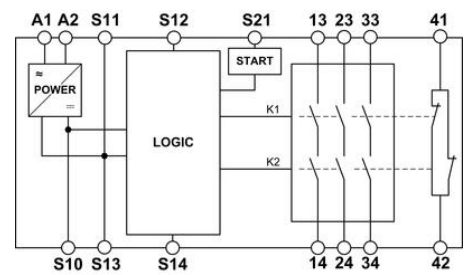 A1 A2 S11 S12 S21 13 23 33 41
START
≂
POWER
⎓
K1
LOGIC
K2
S10 S13 S14 14 24 34 42